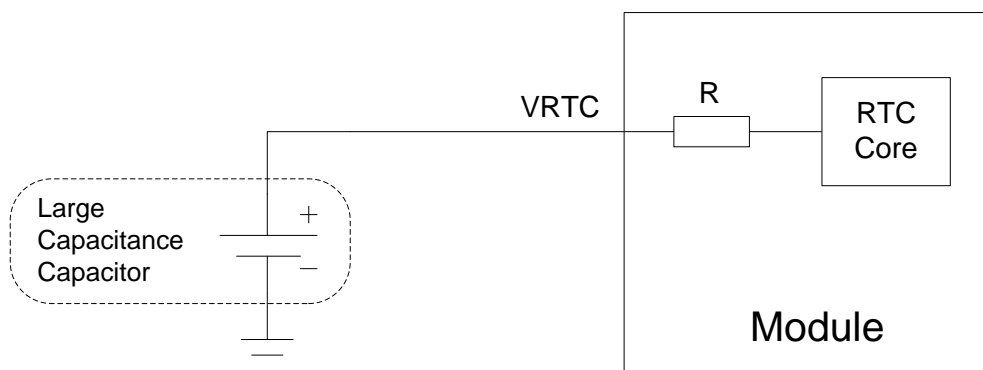 VRTC
R
RTC
Core
Large
Capacitance
Capacitor
+
−
Module